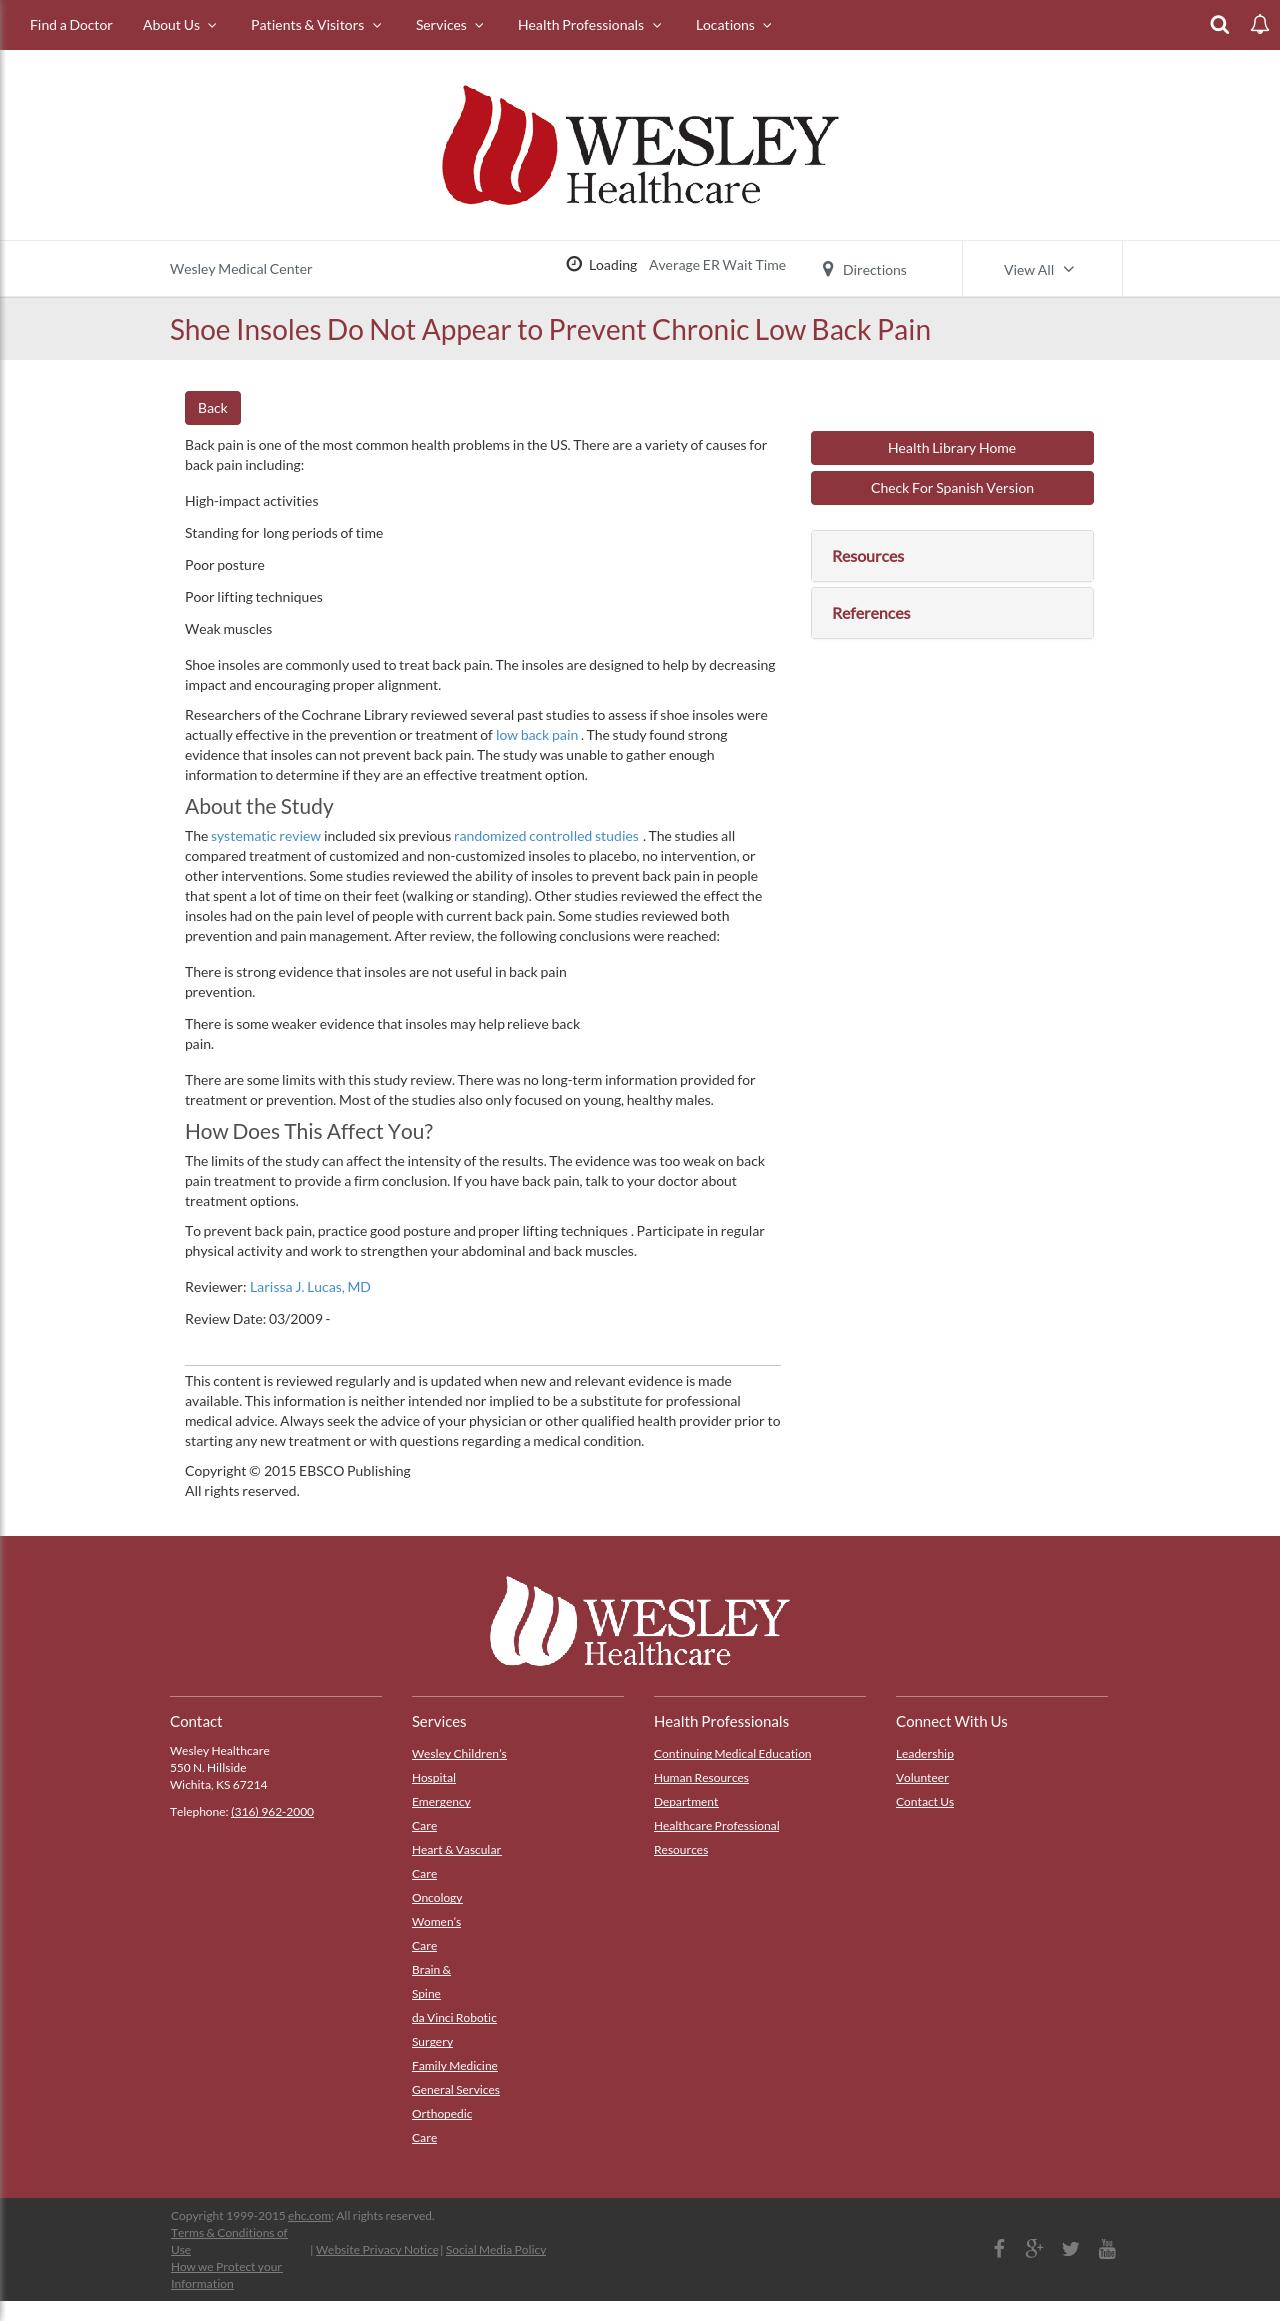 Find a Doctor About Us Patients & Visitors Services Health Professionals Locations
WESLEY
Healthcare
Wesley Medical Center Loading Average ER Wait Time Directions View All
Shoe Insoles Do Not Appear to Prevent Chronic Low Back Pain
Back
Back pain is one of the most common health problems in the US. There are a variety of causes for
back pain including:
High-impact activities
Standing for long periods of time
Poor posture
Poor lifting techniques
Weak muscles
Shoe insoles are commonly used to treat back pain. The insoles are designed to help by decreasing
impact and encouraging proper alignment.
Researchers of the Cochrane Library reviewed several past studies to assess if shoe insoles were
actually effective in the prevention or treatment of low back pain . The study found strong
evidence that insoles can not prevent back pain. The study was unable to gather enough
information to determine if they are an effective treatment option.
About the Study
The systematic review included six previous randomized controlled studies . The studies all
compared treatment of customized and non-customized insoles to placebo, no intervention, or
other interventions. Some studies reviewed the ability of insoles to prevent back pain in people
that spent a lot of time on their feet (walking or standing). Other studies reviewed the effect the
insoles had on the pain level of people with current back pain. Some studies reviewed both
prevention and pain management. After review, the following conclusions were reached:
There is strong evidence that insoles are not useful in back pain
prevention.
There is some weaker evidence that insoles may help relieve back
pain.
There are some limits with this study review. There was no long-term information provided for
treatment or prevention. Most of the studies also only focused on young, healthy males.
How Does This Affect You?
The limits of the study can affect the intensity of the results. The evidence was too weak on back
pain treatment to provide a firm conclusion. If you have back pain, talk to your doctor about
treatment options.
To prevent back pain, practice good posture and proper lifting techniques . Participate in regular
physical activity and work to strengthen your abdominal and back muscles.
Reviewer: Larissa J. Lucas, MD
Review Date: 03/2009 -
This content is reviewed regularly and is updated when new and relevant evidence is made
available. This information is neither intended nor implied to be a substitute for professional
medical advice. Always seek the advice of your physician or other qualified health provider prior to
starting any new treatment or with questions regarding a medical condition.
Copyright © 2015 EBSCO Publishing
All rights reserved.
Health Library Home
Check For Spanish Version
Resources
References
WESLEY
Healthcare
Contact
Wesley Healthcare
550 N. Hillside
Wichita, KS 67214
Telephone: (316) 962-2000
Services
Wesley Children's
Hospital
Emergency
Care
Heart & Vascular
Care
Oncology
Women's
Care
Brain &
Spine
da Vinci Robotic
Surgery
Family Medicine
General Services
Orthopedic
Care
Health Professionals
Continuing Medical Education
Human Resources
Department
Healthcare Professional
Resources
Connect With Us
Leadership
Volunteer
Contact Us
Copyright 1999-2015 ehc.com; All rights reserved.
Terms & Conditions of
Use | Website Privacy Notice | Social Media Policy
How we Protect your
Information
You
Tube